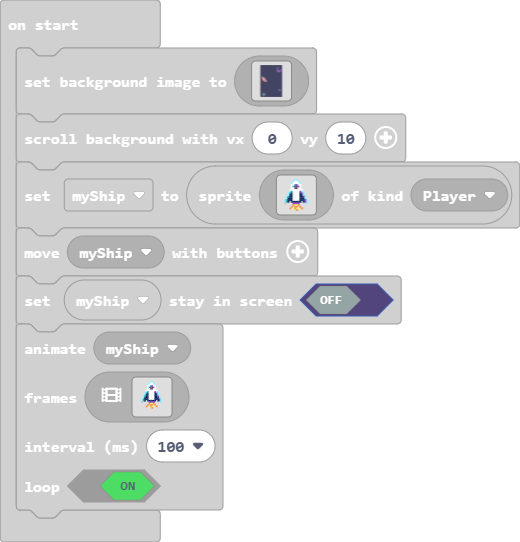 on start
set background image to
scroll background with vx 0 vy 10
set myShip to sprite of kind Player
move myShip with buttons
set myShip stay in screen OFF
animate myShip
frames
interval (ms) 100
loop ON